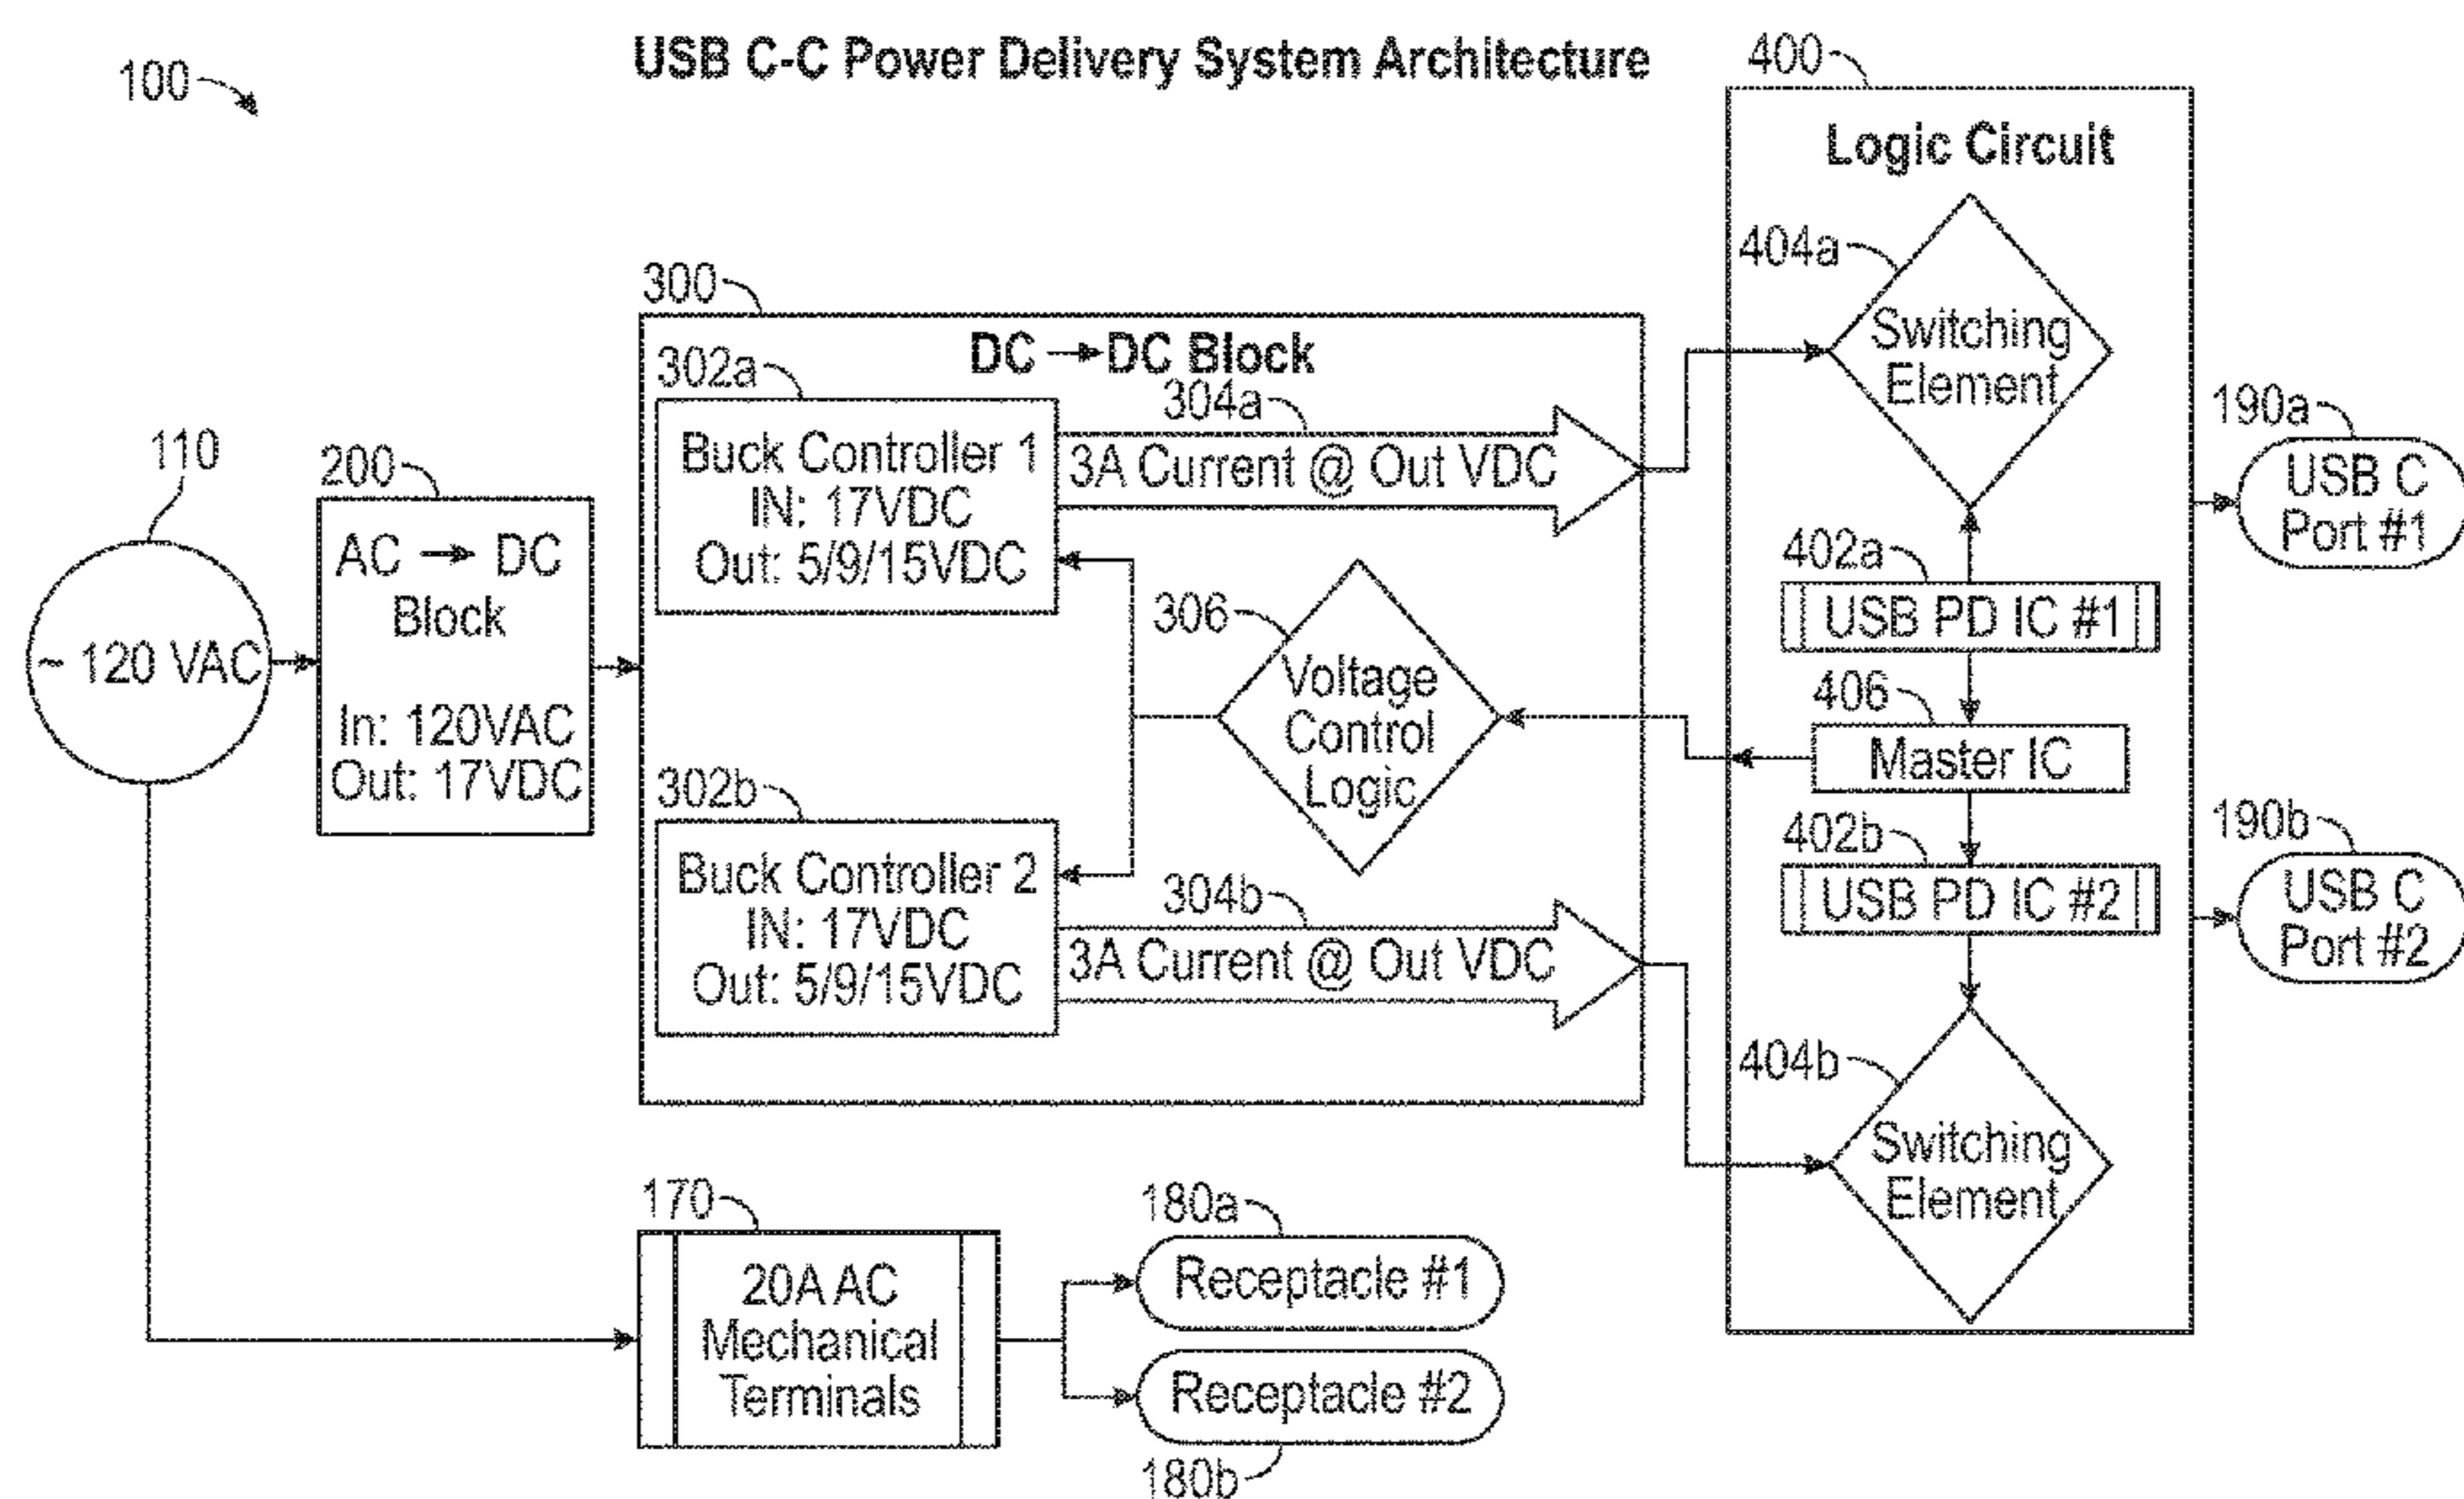 USB C-C Power Delivery System Architecture
100
110
~ 120 VAC
200
AC → DC
Block
In: 120VAC
Out: 17VDC
300
DC → DC Block
302a
Buck Controller 1
IN: 17VDC
Out: 5/9/15VDC
304a
3A Current @ Out VDC
306
Voltage
Control
Logic
302b
Buck Controller 2
IN: 17VDC
Out: 5/9/15VDC
304b
3A Current @ Out VDC
400
Logic Circuit
404a
Switching
Element
402a
USB PD IC #1
406
Master IC
402b
USB PD IC #2
404b
Switching
Element
190a
USB C
Port #1
190b
USB C
Port #2
170
20A AC
Mechanical
Terminals
180a
Receptacle #1
Receptacle #2
180b